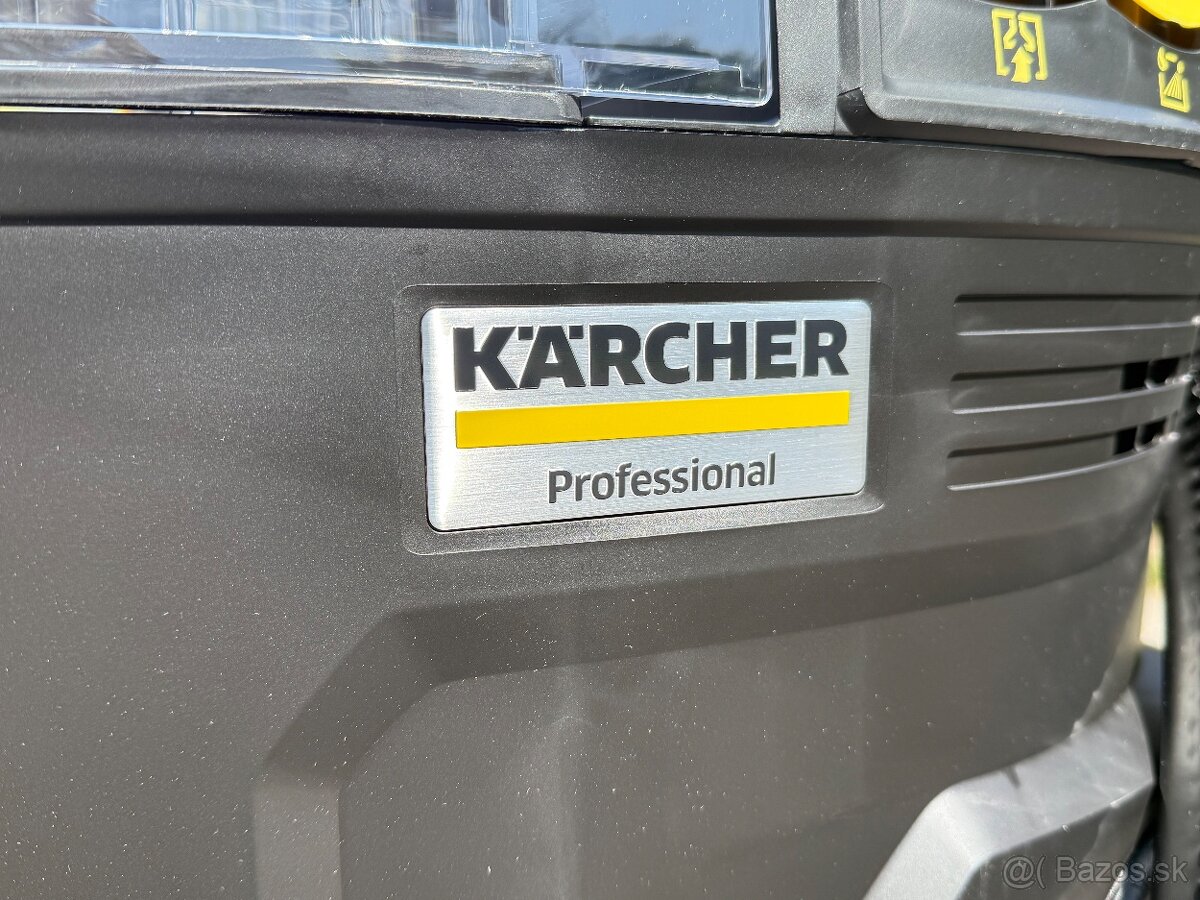 KÄRCHER
Professional
@( Bazos.sk